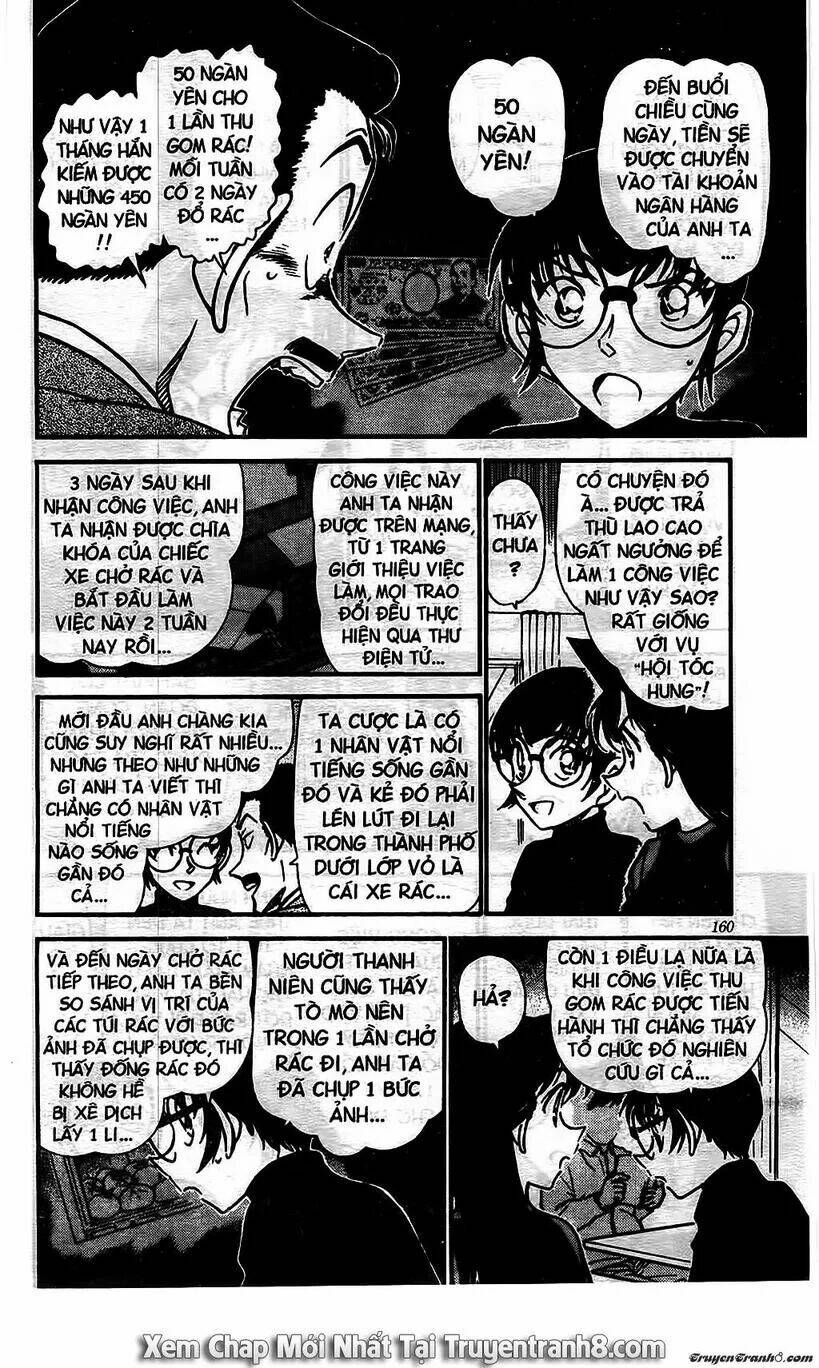 ĐẾN BUỔI
CHIỀU CÙNG
NGÀY, TIỀN SẼ
ĐƯỢC CHUYỂN
VÀO TÀI KHOẢN
NGÂN HÀNG
CỦA ANH TA
...
50
NGÀN
YÊN!
50 NGÀN
YÊN CHO
1 LẦN THU
GOM RÁC!
MỖI TUẦN
CÓ 2 NGÀY
ĐỔ RÁC
...
NHƯ VẬY 1
THÁNG HẮN
KIẾM ĐƯỢC
NHỮNG 450
NGÀN YÊN
!!
CÓ CHUYỆN ĐÓ
À... ĐƯỢC TRẢ
THÙ LAO CAO
NGẤT NGƯỞNG ĐỂ
LÀM 1 CÔNG VIỆC
NHƯ VẬY SAO?
RẤT GIỐNG
VỚI VỤ
"HỘI TÓC
HUNG"!
THẤY
CHƯA
?
CÔNG VIỆC NÀY
ANH TA NHẬN
ĐƯỢC TRÊN MẠNG,
TỪ 1 TRANG
GIỚI THIỆU VIỆC
LÀM, MỌI TRAO
ĐỔI ĐỀU THỰC
HIỆN QUA THƯ
ĐIỆN TỬ...
3 NGÀY SAU KHI
NHẬN CÔNG VIỆC, ANH
TA NHẬN ĐƯỢC CHÌA
KHÓA CỦA CHIẾC
XE CHỞ RÁC VÀ
BẮT ĐẦU LÀM
VIỆC NÀY 2 TUẦN
NAY RỒI...
TA CƯỢC LÀ CÓ
1 NHÂN VẬT NỔI
TIẾNG SỐNG GẦN
ĐÓ VÀ KẺ ĐÓ PHẢI
LÉN LÚT ĐI LẠI
TRONG THÀNH PHỐ
DƯỚI LỚP VỎ LÀ
CÁI XE RÁC...
MỚI ĐẦU ANH CHÀNG KIA
CŨNG SUY NGHĨ RẤT NHIỀU...
NHƯNG THEO NHƯ NHỮNG
GÌ ANH TA VIẾT THÌ
CHẲNG CÓ NHÂN VẬT
NỔI TIẾNG
NÀO SỐNG
GẦN ĐÓ
CẢ...
160
CÒN 1 ĐIỀU LẠ NỮA LÀ
KHI CÔNG VIỆC THU
GOM RÁC ĐƯỢC TIẾN
HÀNH THÌ CHẲNG THẤY
TỔ CHỨC ĐÓ NGHIÊN
CỨU GÌ CẢ...
HẢ?
NGƯỜI THANH
NIÊN CŨNG THẤY
TÒ MÒ NÊN
TRONG 1 LẦN CHỞ
RÁC ĐI, ANH TA
ĐÃ CHỤP 1 BỨC
ẢNH...
VÀ ĐẾN NGÀY CHỞ RÁC
TIẾP THEO, ANH TA BÈN
SO SÁNH VỊ TRÍ CỦA
CÁC TÚI RÁC VỚI BỨC
ẢNH ĐÃ CHỤP ĐƯỢC, THÌ
THẤY ĐỐNG RÁC ĐÓ
KHÔNG HỀ
BỊ XÊ DỊCH
LẤY 1 LI...
Xem Chap Mới Nhất Tại Truyentranh8.com
TruyenTranh8.com